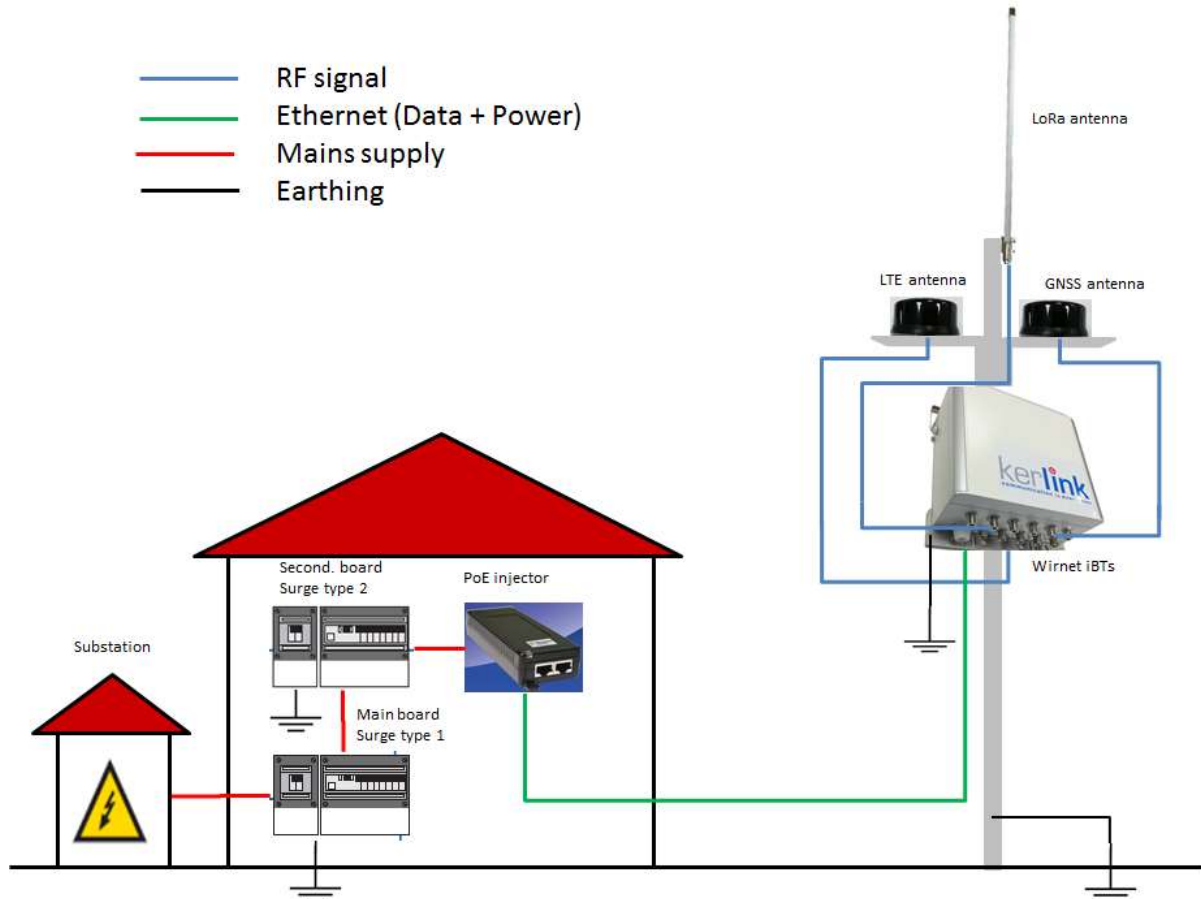 RF signal
Ethernet (Data + Power)
Mains supply
Earthing
LoRa antenna
LTE antenna
GNSS antenna
kerlink
Wirnet iBTs
Second. board
Surge type 2
PoE injector
Substation
Main board
Surge type 1